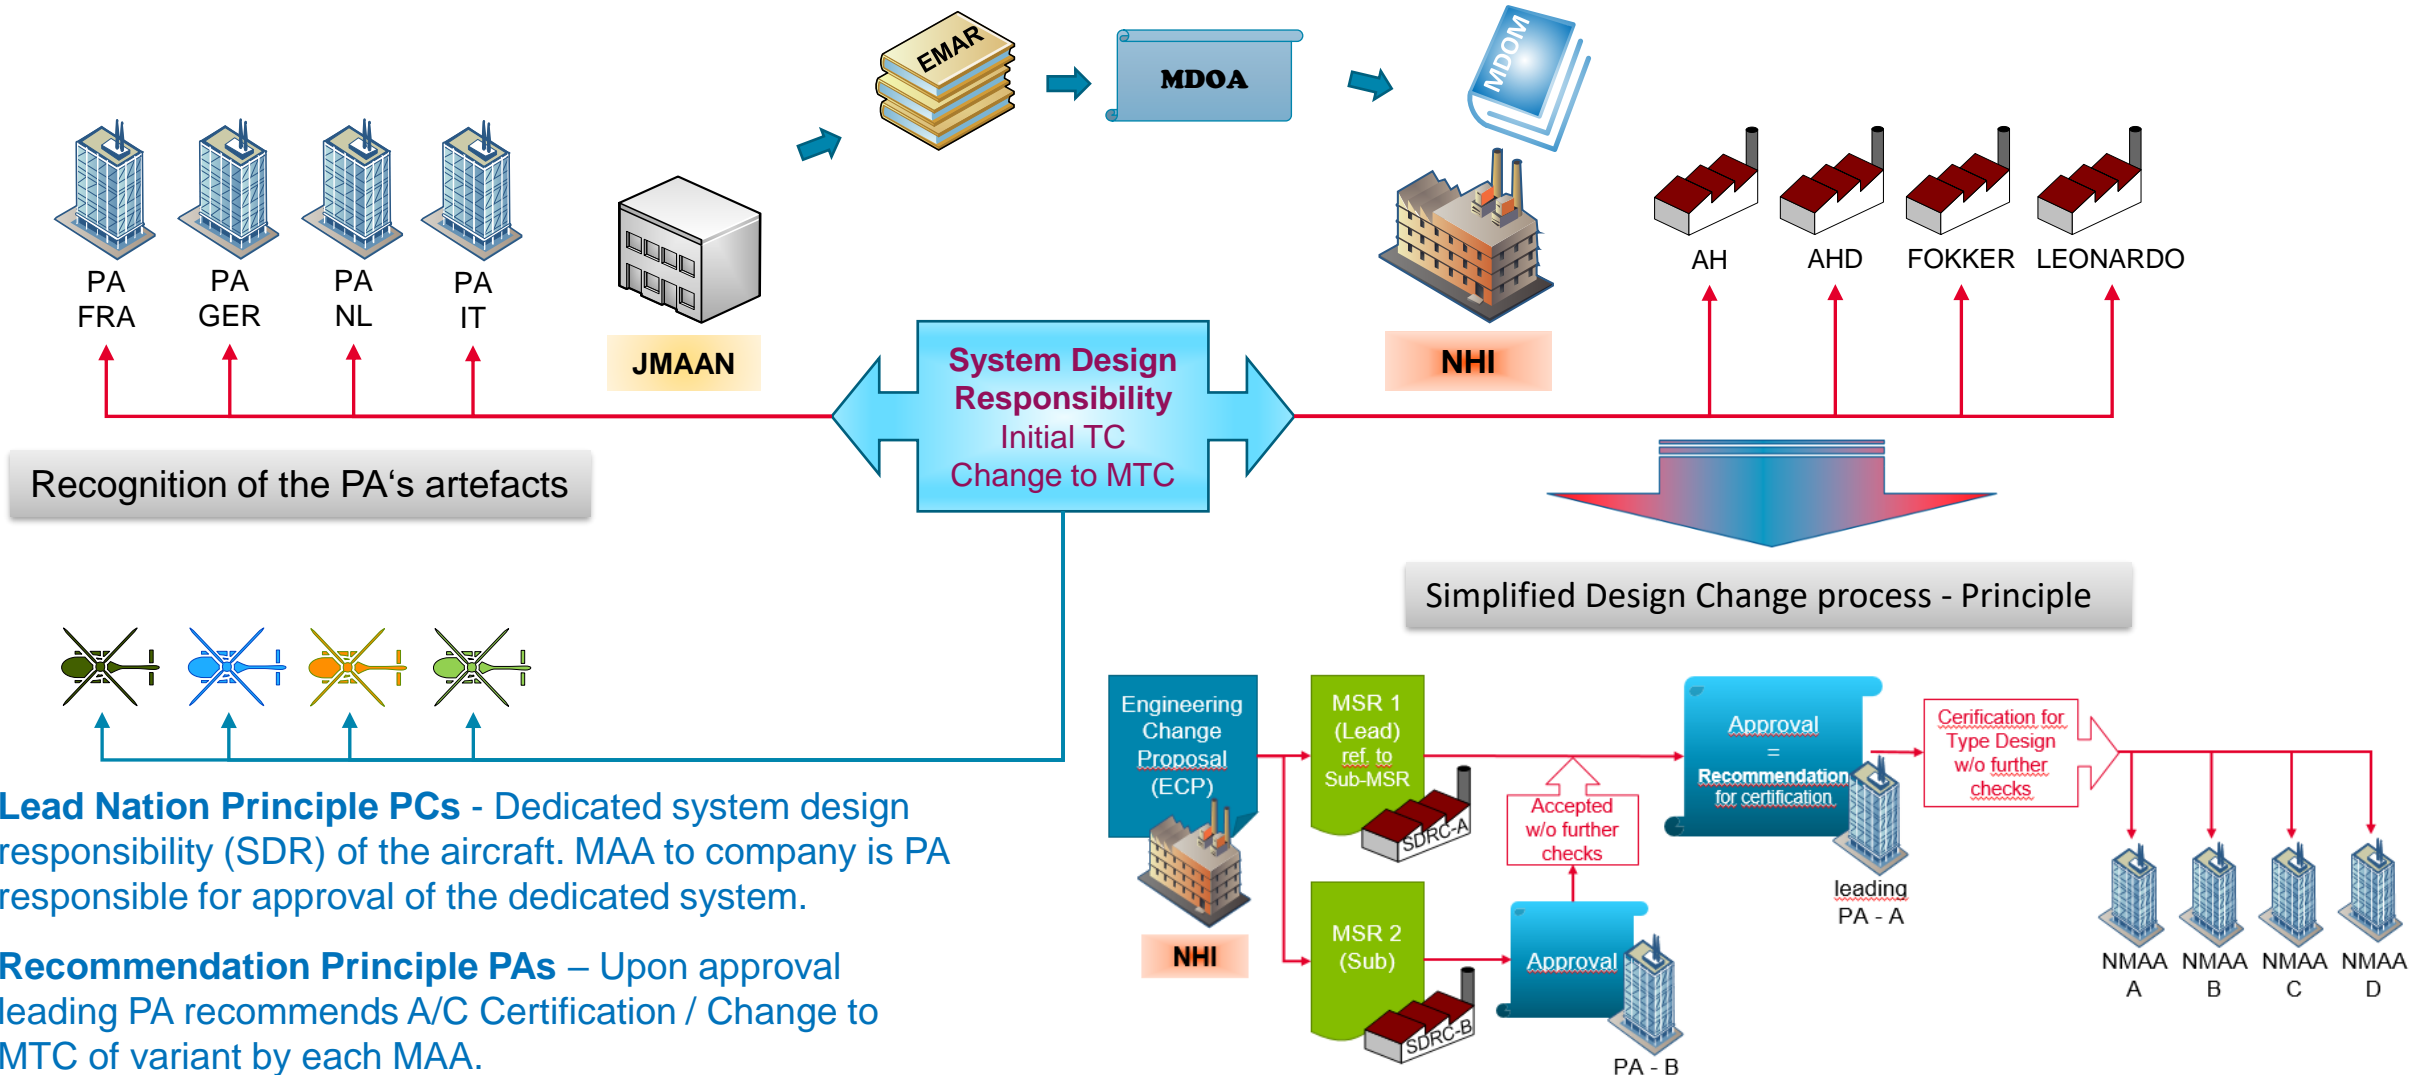 EMAR
MDOA
MDOM
PA
FRA
PA
GER
PA
NL
PA
IT
JMAAN
NHI
AH
AHD
FOKKER
LEONARDO
System Design
Responsibility
Initial TC
Change to MTC
Recognition of the PA‘s artefacts
Simplified Design Change process - Principle
Lead Nation Principle PCs - Dedicated system design
responsibility (SDR) of the aircraft. MAA to company is PA
responsible for approval of the dedicated system.
Recommendation Principle PAs – Upon approval
leading PA recommends A/C Certification / Change to
MTC of variant by each MAA.
Engineering
Change
Proposal
(ECP)
NHI
MSR 1
(Lead)
ref. to
Sub-MSR
SDRC-A
MSR 2
(Sub)
SDRC-B
Accepted
w/o further
checks
Approval
PA - B
Approval
=
Recommendation
for certification
leading
PA - A
Cerification for
Type Design
w/o further
checks
NMAA
A
NMAA
B
NMAA
C
NMAA
D